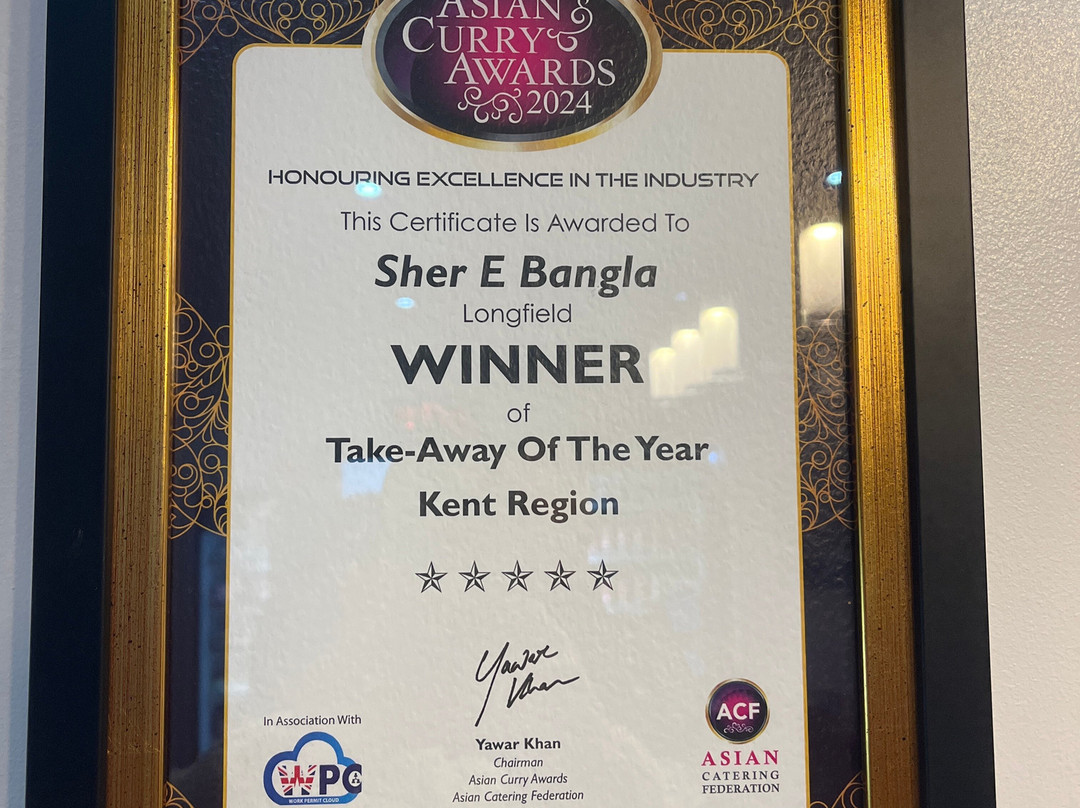 ASIAN
CURRY
AWARDS
2024
HONOURING EXCELLENCE IN THE INDUSTRY
This Certificate Is Awarded To
Sher E Bangla
Longfield
WINNER
of
Take-Away Of The Year
Kent Region
Yawar
Khan
In Association With
WPC
WORK PERMIT CLOUD
Yawar Khan
Chairman
Asian Curry Awards
Asian Catering Federation
ACF
ASIAN
CATERING
FEDERATION